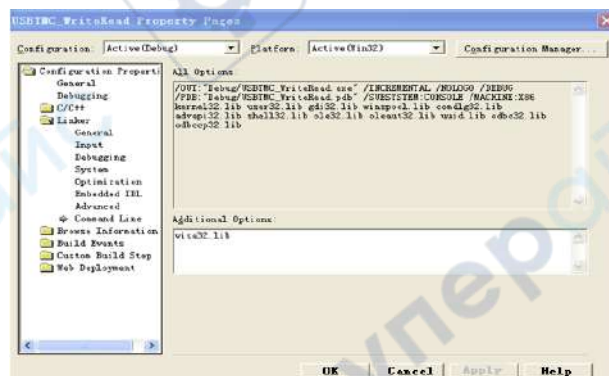 USBTMC_WriteRead Property Pages
Configuration: Active(Debug) Platform: Active(Win32) Configuration Manager...
Configuration Properti
General
Debugging
C/C++
Linker
General
Input
Debugging
System
Optimization
Embedded IDL
Advanced
Command Line
Browse Information
Build Events
Custom Build Step
Web Deployment
All Options:
/OUT:"Debug/USBTMC_WriteRead.exe" /INCREMENTAL /NOLOGO /DEBUG
/PDB:"Debug/USBTMC_WriteRead.pdb" /SUBSYSTEM:CONSOLE /MACHINE:X86
kernel32.lib user32.lib gdi32.lib winspool.lib comdlg32.lib
advapi32.lib shell32.lib ole32.lib oleaut32.lib uuid.lib odbc32.lib
odbccp32.lib
Additional Options:
visa32.lib
OK Cancel Apply Help